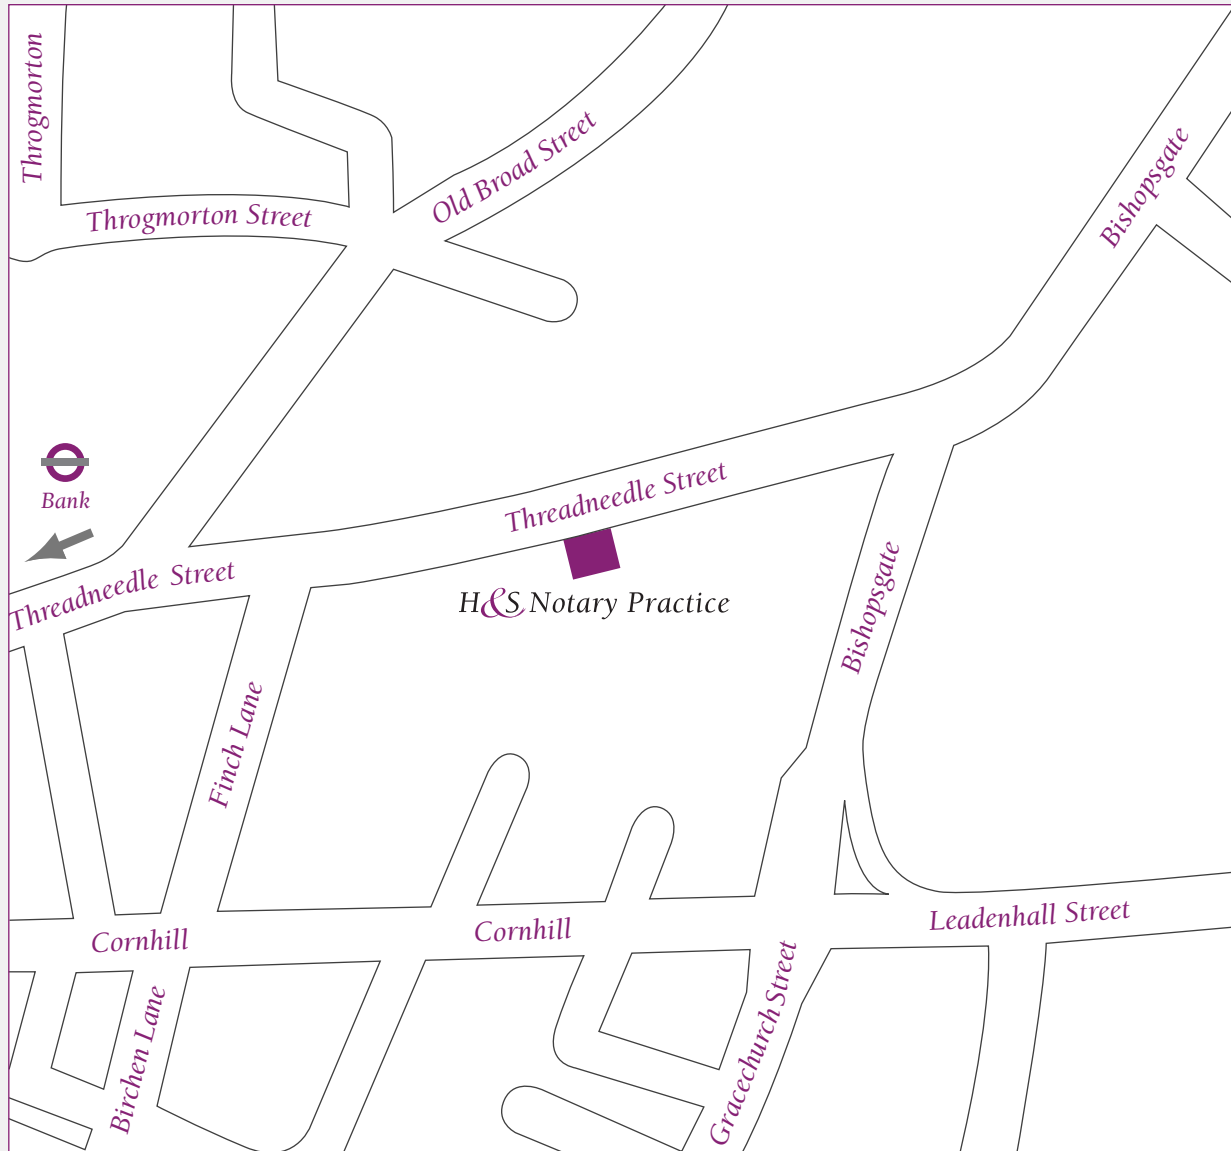 Throgmorton
Throgmorton Street
Old Broad Street
Bishopsgate
Bank
Threadneedle Street
Threadneedle Street
H&S Notary Practice
Bishopsgate
Finch Lane
Cornhill
Cornhill
Leadenhall Street
Birchen Lane
Gracechurch Street